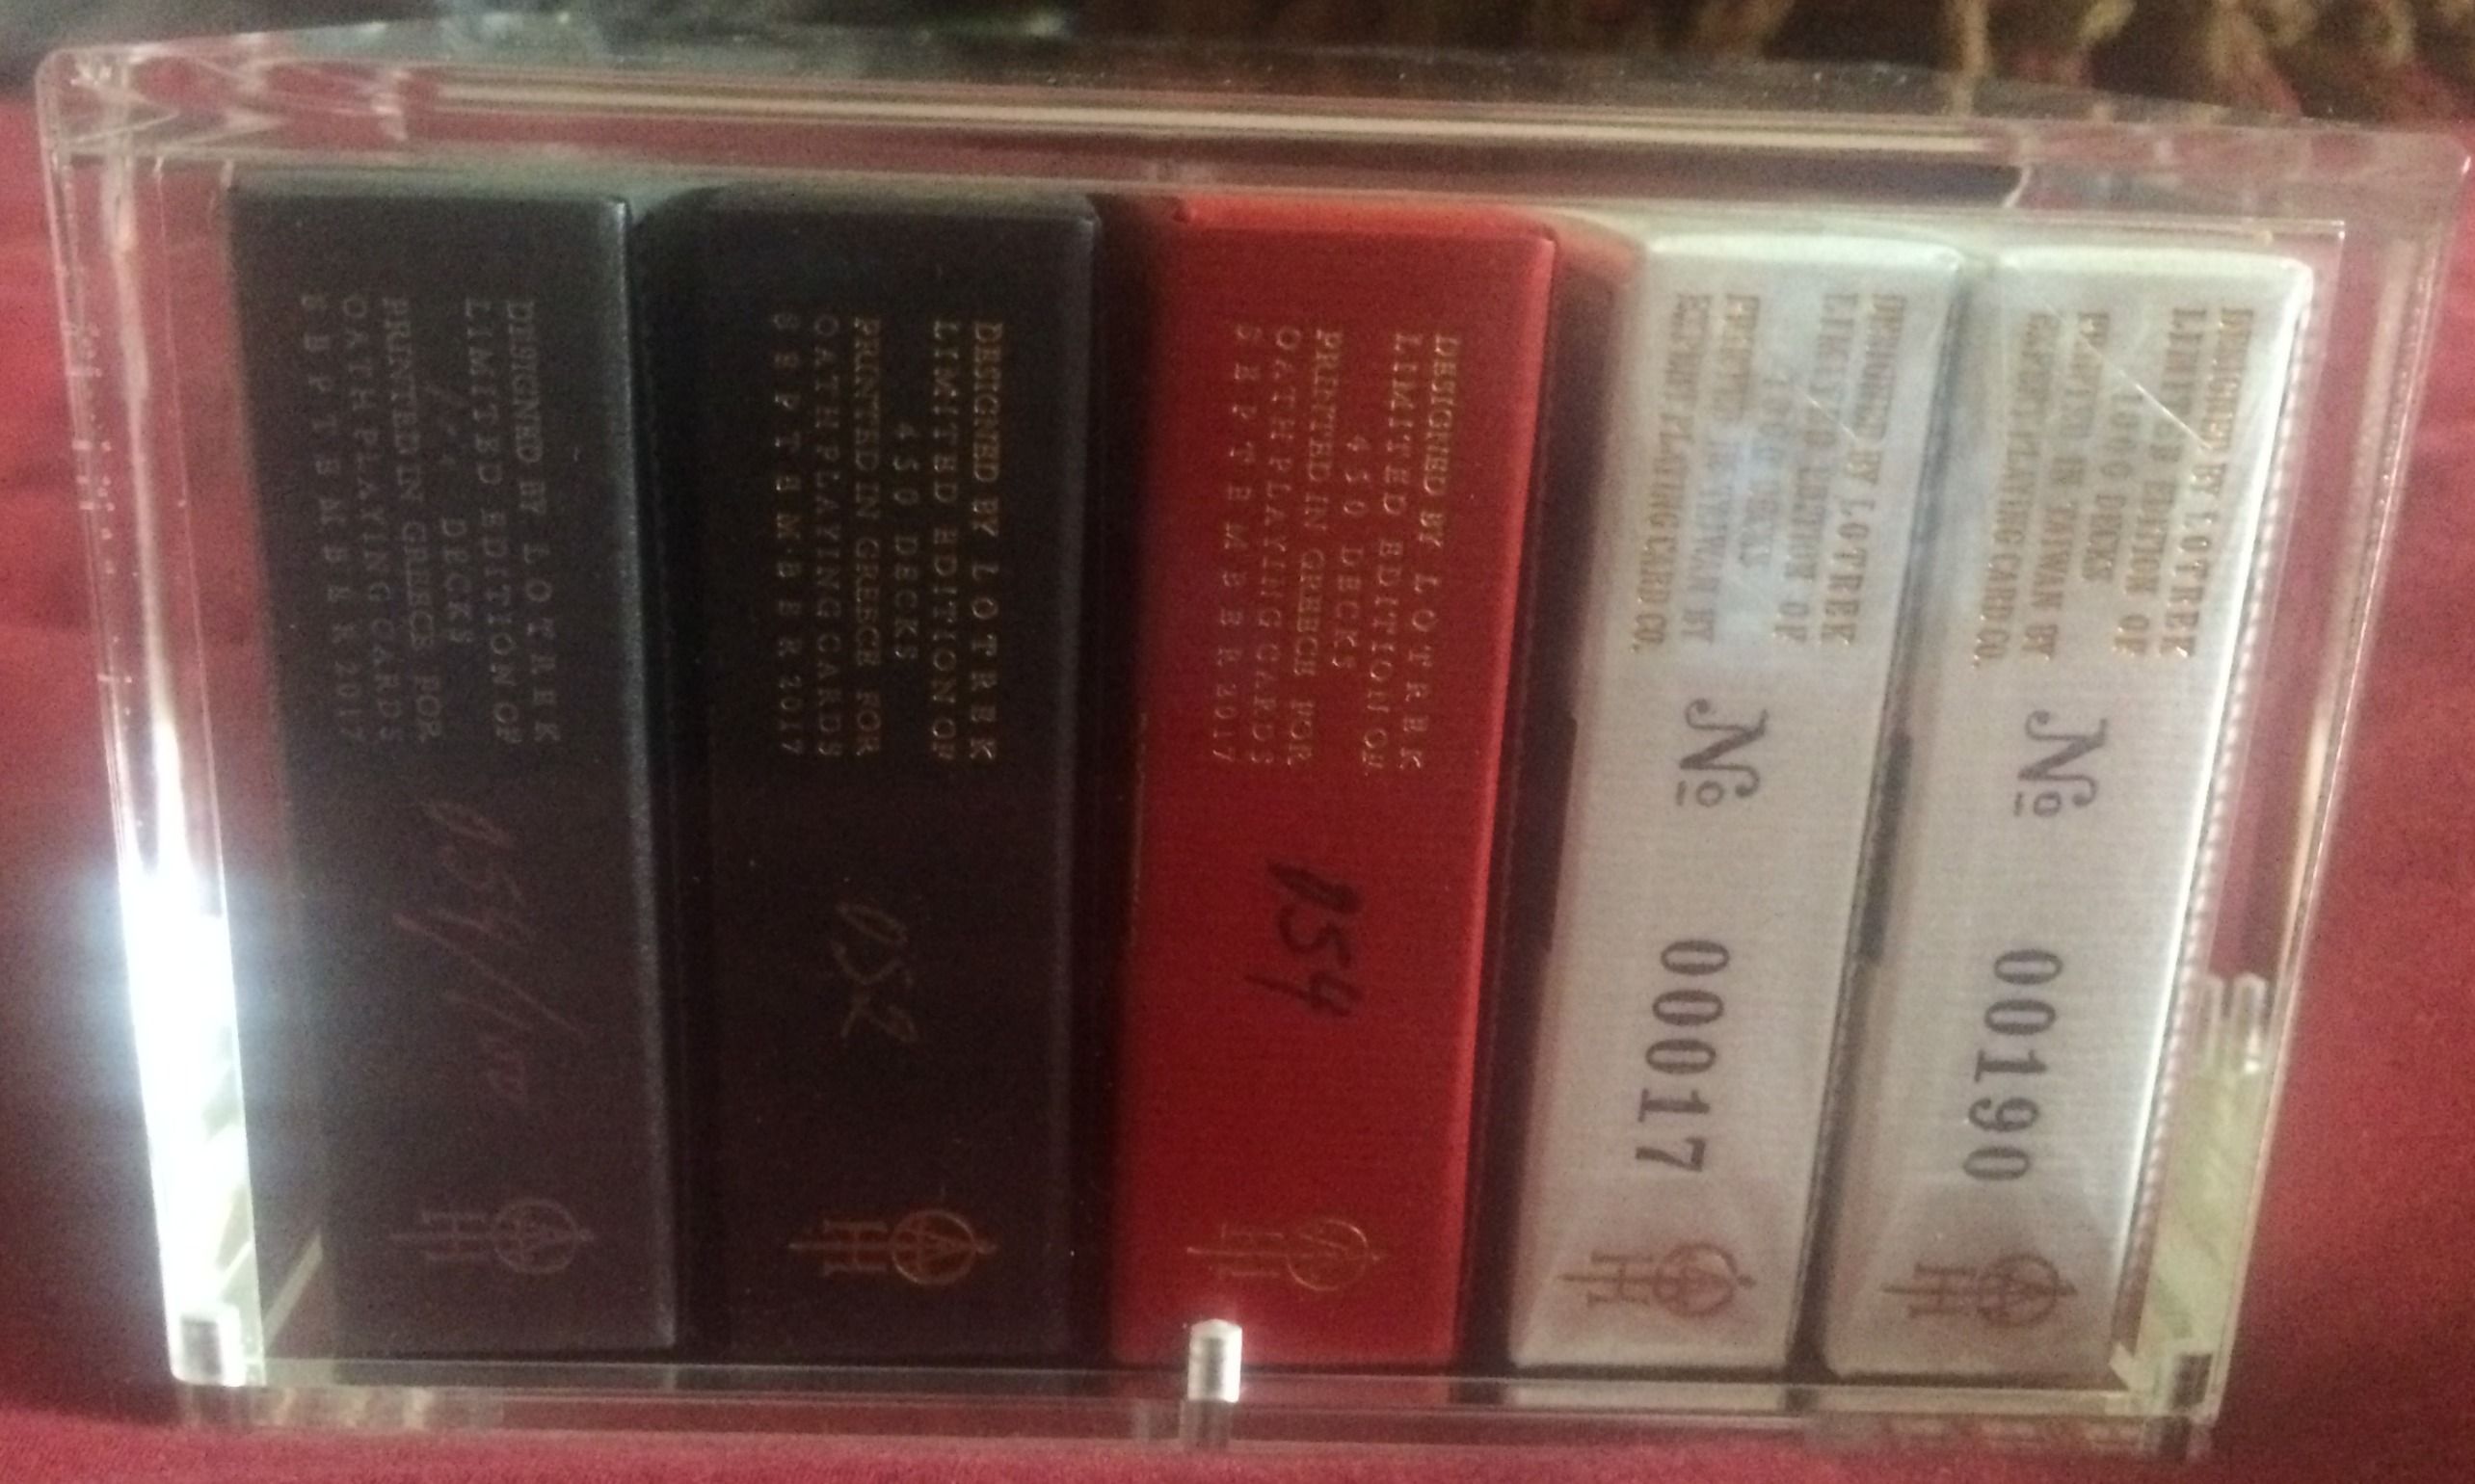 DESIGNED BY LOTREK
LIMITED EDITION OF
DECKS
PRINTED IN GREECE FOR
OATH PLAYING CARDS
SEPTEMBER 2017
DESIGNED BY LOTREK
LIMITED EDITION OF
450 DECKS
PRINTED IN GREECE FOR
OATH PLAYING CARDS
SEPTEMBER 2017
052
DESIGNED BY LOTREK
LIMITED EDITION OF
450 DECKS
PRINTED IN GREECE FOR
OATH PLAYING CARDS
SEPTEMBER 2017
054
DESIGNED BY LOTREK
LIMITED EDITION OF
1000 DECKS
PRINTED IN TAIWAN BY
EXPERT PLAYING CARD CO.
No
00017
DESIGNED BY LOTREK
LIMITED EDITION OF
1000 DECKS
PRINTED IN TAIWAN BY
EXPERT PLAYING CARD CO.
No
00190